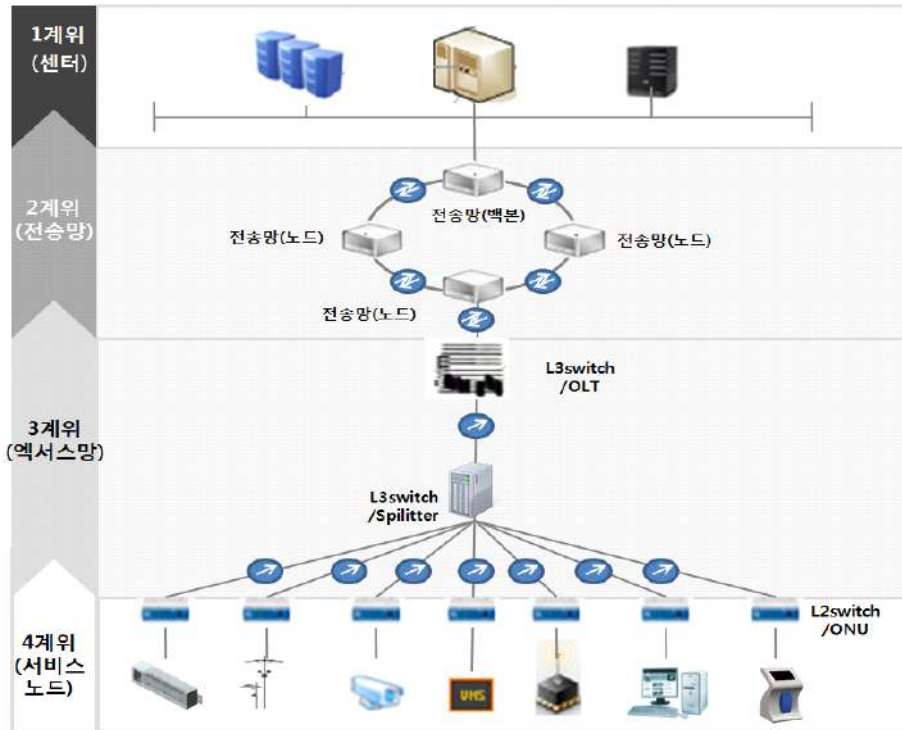 1계위
(센터)
2계위
(전송망)
전송망(백본)
전송망(노드)
전송망(노드)
전송망(노드)
L3switch
/OLT
3계위
(엑서스망)
L3switch
/Spilitter
L2switch
/ONU
4계위
(서비스
노드)
VMS